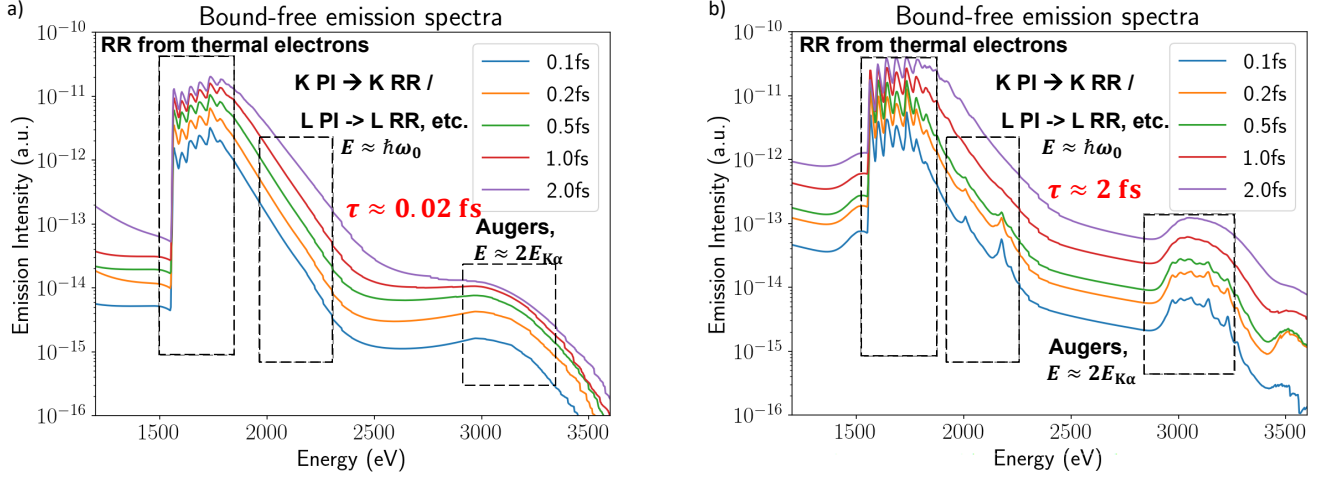 a)
Bound-free emission spectra
RR from thermal electrons
K PI → K RR /
L PI -> L RR, etc.
E ≈ ℏω₀
τ ≈ 0.02 fs
Augers,
E ≈ 2E_Kα
0.1fs
0.2fs
0.5fs
1.0fs
2.0fs
Emission Intensity (a.u.)
10⁻¹⁰
10⁻¹¹
10⁻¹²
10⁻¹³
10⁻¹⁴
10⁻¹⁵
10⁻¹⁶
1500 2000 2500 3000 3500
Energy (eV)
b)
Bound-free emission spectra
RR from thermal electrons
K PI → K RR /
L PI -> L RR, etc.
E ≈ ℏω₀
τ ≈ 2 fs
Augers,
E ≈ 2E_Kα
0.1fs
0.2fs
0.5fs
1.0fs
2.0fs
Emission Intensity (a.u.)
10⁻¹⁰
10⁻¹¹
10⁻¹²
10⁻¹³
10⁻¹⁴
10⁻¹⁵
10⁻¹⁶
1500 2000 2500 3000 3500
Energy (eV)